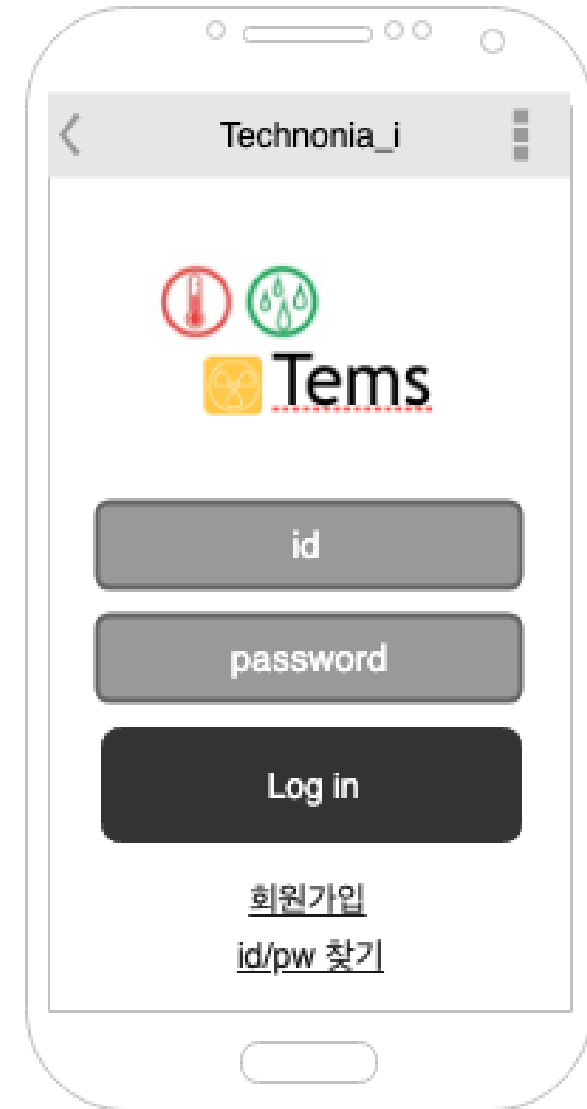 Technonia_i
Tems
id
password
Log in
회원가입
id/pw 찾기